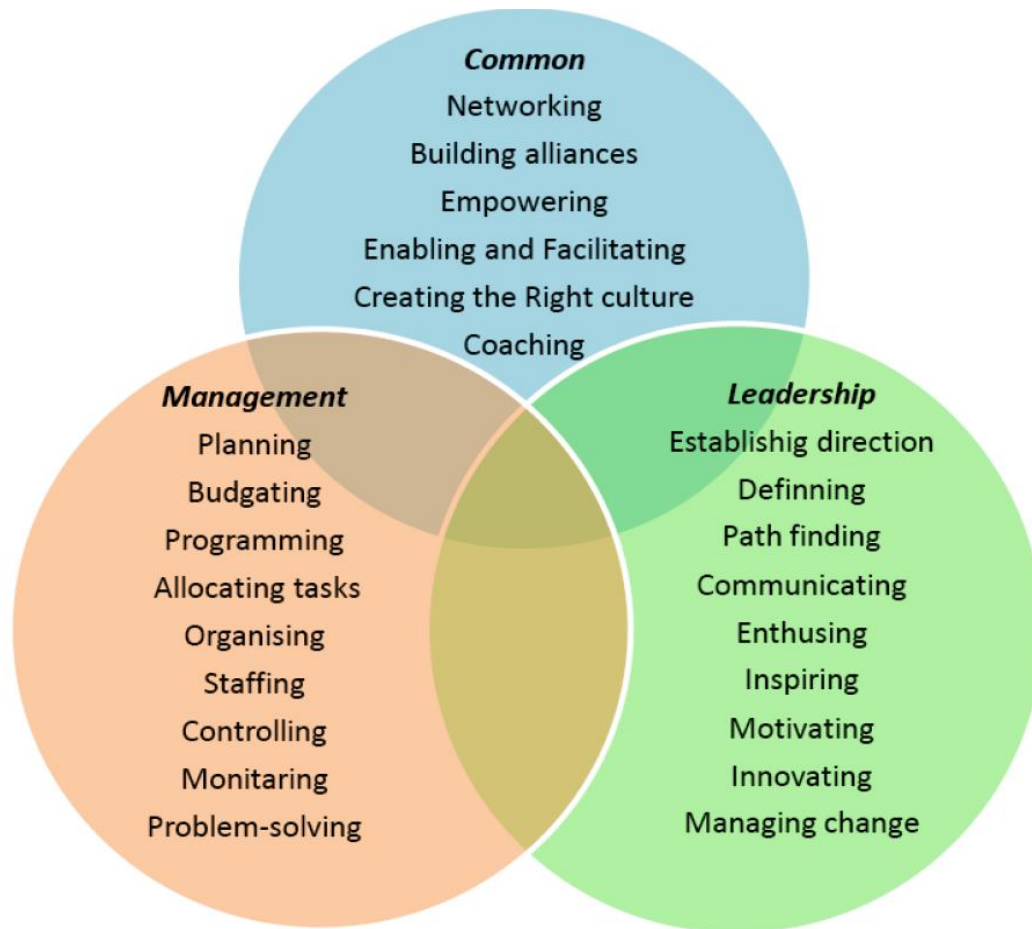 Common
Networking
Building alliances
Empowering
Enabling and Facilitating
Creating the Right culture
Coaching
Management
Planning
Budgating
Programming
Allocating tasks
Organising
Staffing
Controlling
Monitaring
Problem-solving
Leadership
Establishig direction
Definning
Path finding
Communicating
Enthusing
Inspiring
Motivating
Innovating
Managing change